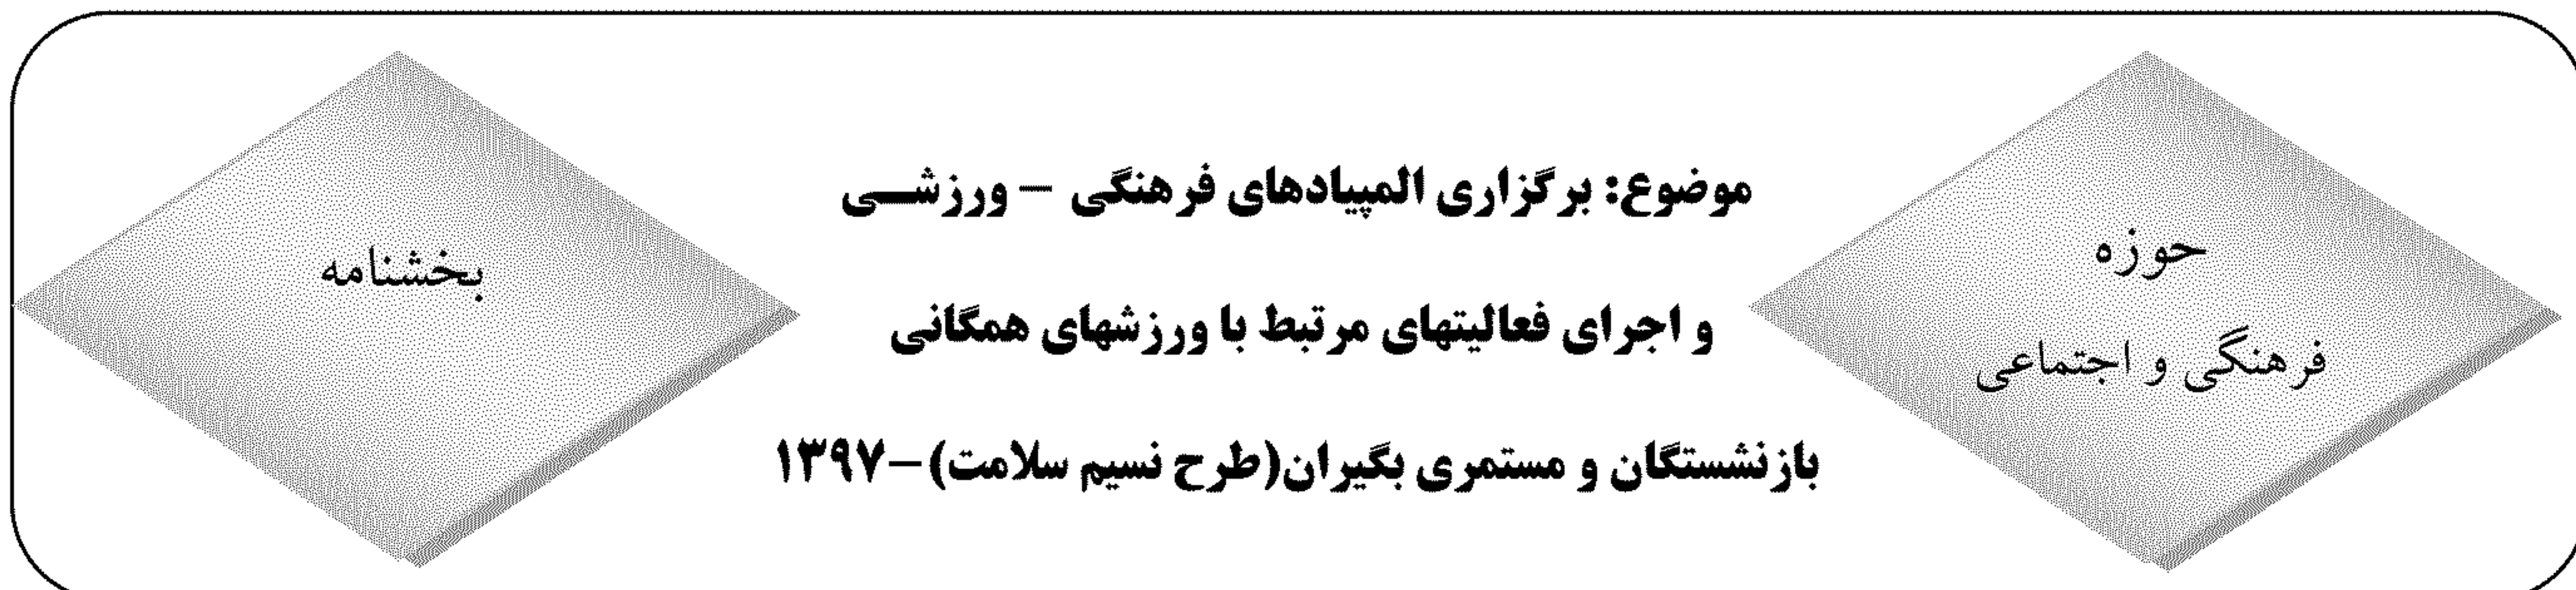 حوزه
فرهنگی و اجتماعی
موضوع: برگزاری المپیادهای فرهنگی – ورزشــی
و اجرای فعالیتهای مرتبط با ورزشهای همگانی
بازنشستگان و مستمری بگیران(طرح نسیم سلامت)–۱۳۹۷
بخشنامه